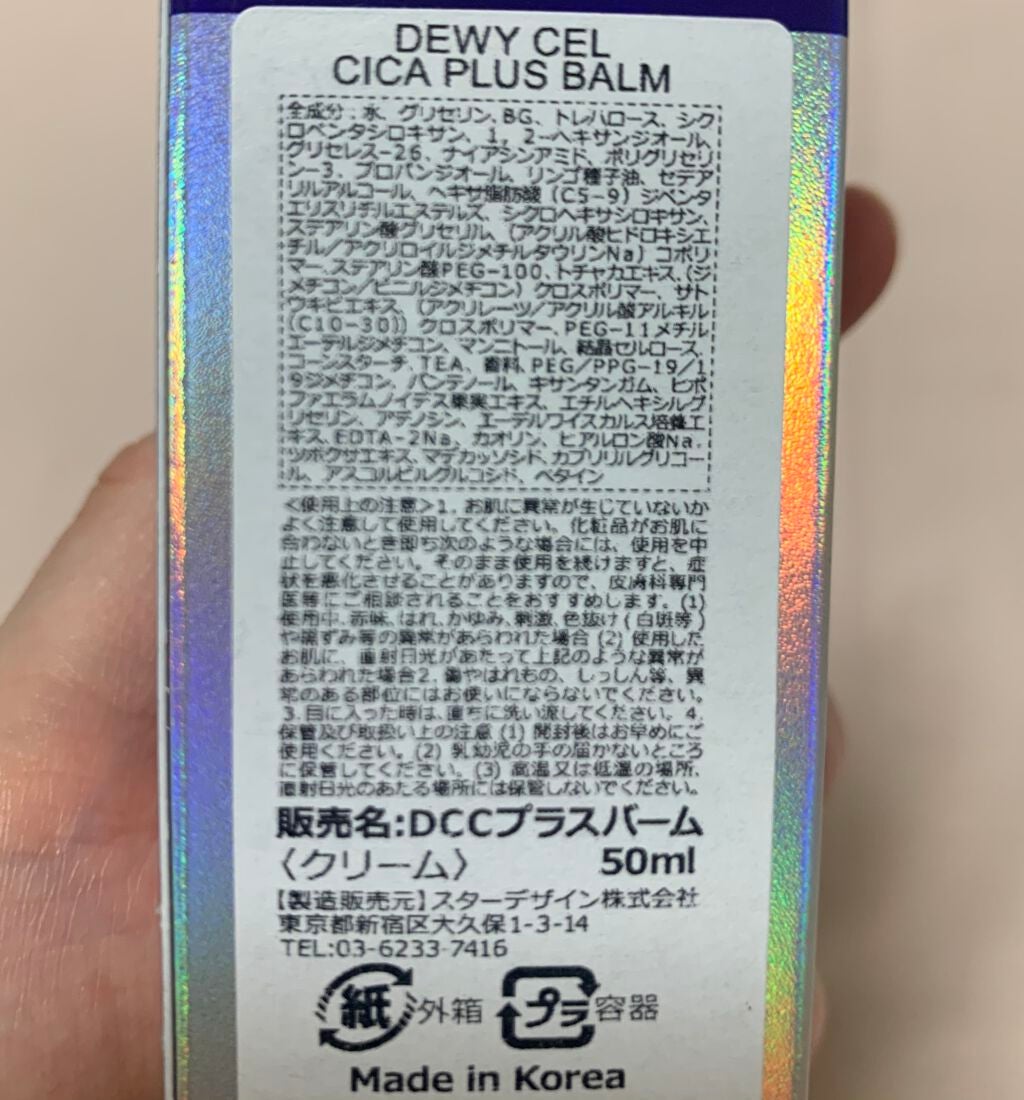 DEWY CEL
CICA PLUS BALM
全成分:水、グリセリン、BG、トレハロース、シク
ロペンタシロキサン、1, 2-ヘキサンジオール、
グリセレス-26、ナイアシンアミド、ポリグリセリ
ン-3、プロパンジオール、リンゴ種子油、セテア
リルアルコール、ヘキサ脂肪酸(C5-9)ジペンタ
エリスリチルエステルズ、シクロヘキサシロキサン、
ステアリン酸グリセリル、(アクリル酸ヒドロキシエ
チル/アクリロイルジメチルタウリンNa)コポリ
マー、ステアリン酸PEG-100、トチャカエキス、(ジ
メチコン/ビニルジメチコン)クロスポリマー、サト
ウキビエキス、(アクリレーツ/アクリル酸アルキル
(C10-30))クロスポリマー、PEG-11メチル
エーテルジメチコン、マンニトール、結晶セルロース、
コーンスターチ、TEA、香料、PEG/PPG-19/1
9ジメチコン、パンテノール、キサンタンガム、ヒポ
ファエラムノイデス果実エキス、エチルヘキシルグ
リセリン、アデノシン、エーデルワイスカルス培養エ
キス、EDTA-2Na、カオリン、ヒアルロン酸Na、
ツボクサエキス、マデカッソシド、カプリリルグリコー
ル、アスコルビルグルコシド、ベタイン
<使用上の注意>1. お肌に異常が生じていないか
よく注意して使用してください。化粧品がお肌に
合わないとき即ち次のような場合には、使用を中
止してください。そのまま使用を続けますと、症
状を悪化させることがありますので、皮膚科専門
医等にご相談されることをおすすめします。(1)
使用中、赤味、はれ、かゆみ、刺激、色抜け(白斑等)
や黒ずみ等の異常があらわれた場合 (2) 使用した
お肌に、直射日光があたって上記のような異常が
あらわれた場合2. 傷やはれもの、しっしん等、異
常のある部位にはお使いにならないでください。
3. 目に入った時は、直ちに洗い流してください。4.
保管及び取扱い上の注意 (1) 開封後はお早めにご
使用ください。(2) 乳幼児の手の届かないところ
に保管してください。(3) 高温又は低温の場所、
直射日光のあたる場所には保管しないでください。
販売名:DCCプラスバーム
〈クリーム〉 50ml
【製造販売元】スターデザイン株式会社
東京都新宿区大久保1-3-14
TEL:03-6233-7416
紙 外箱 プラ 容器
Made in Korea